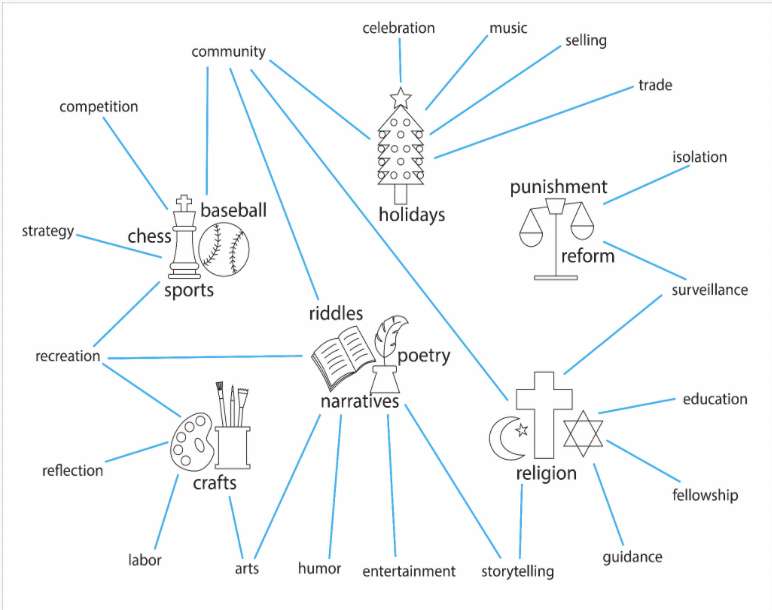 celebration
music
selling
community
trade
competition
isolation
punishment
baseball
holidays
strategy
chess
reform
sports
surveillance
riddles
recreation
poetry
narratives
education
reflection
crafts
religion
fellowship
labor
arts
humor
entertainment
storytelling
guidance